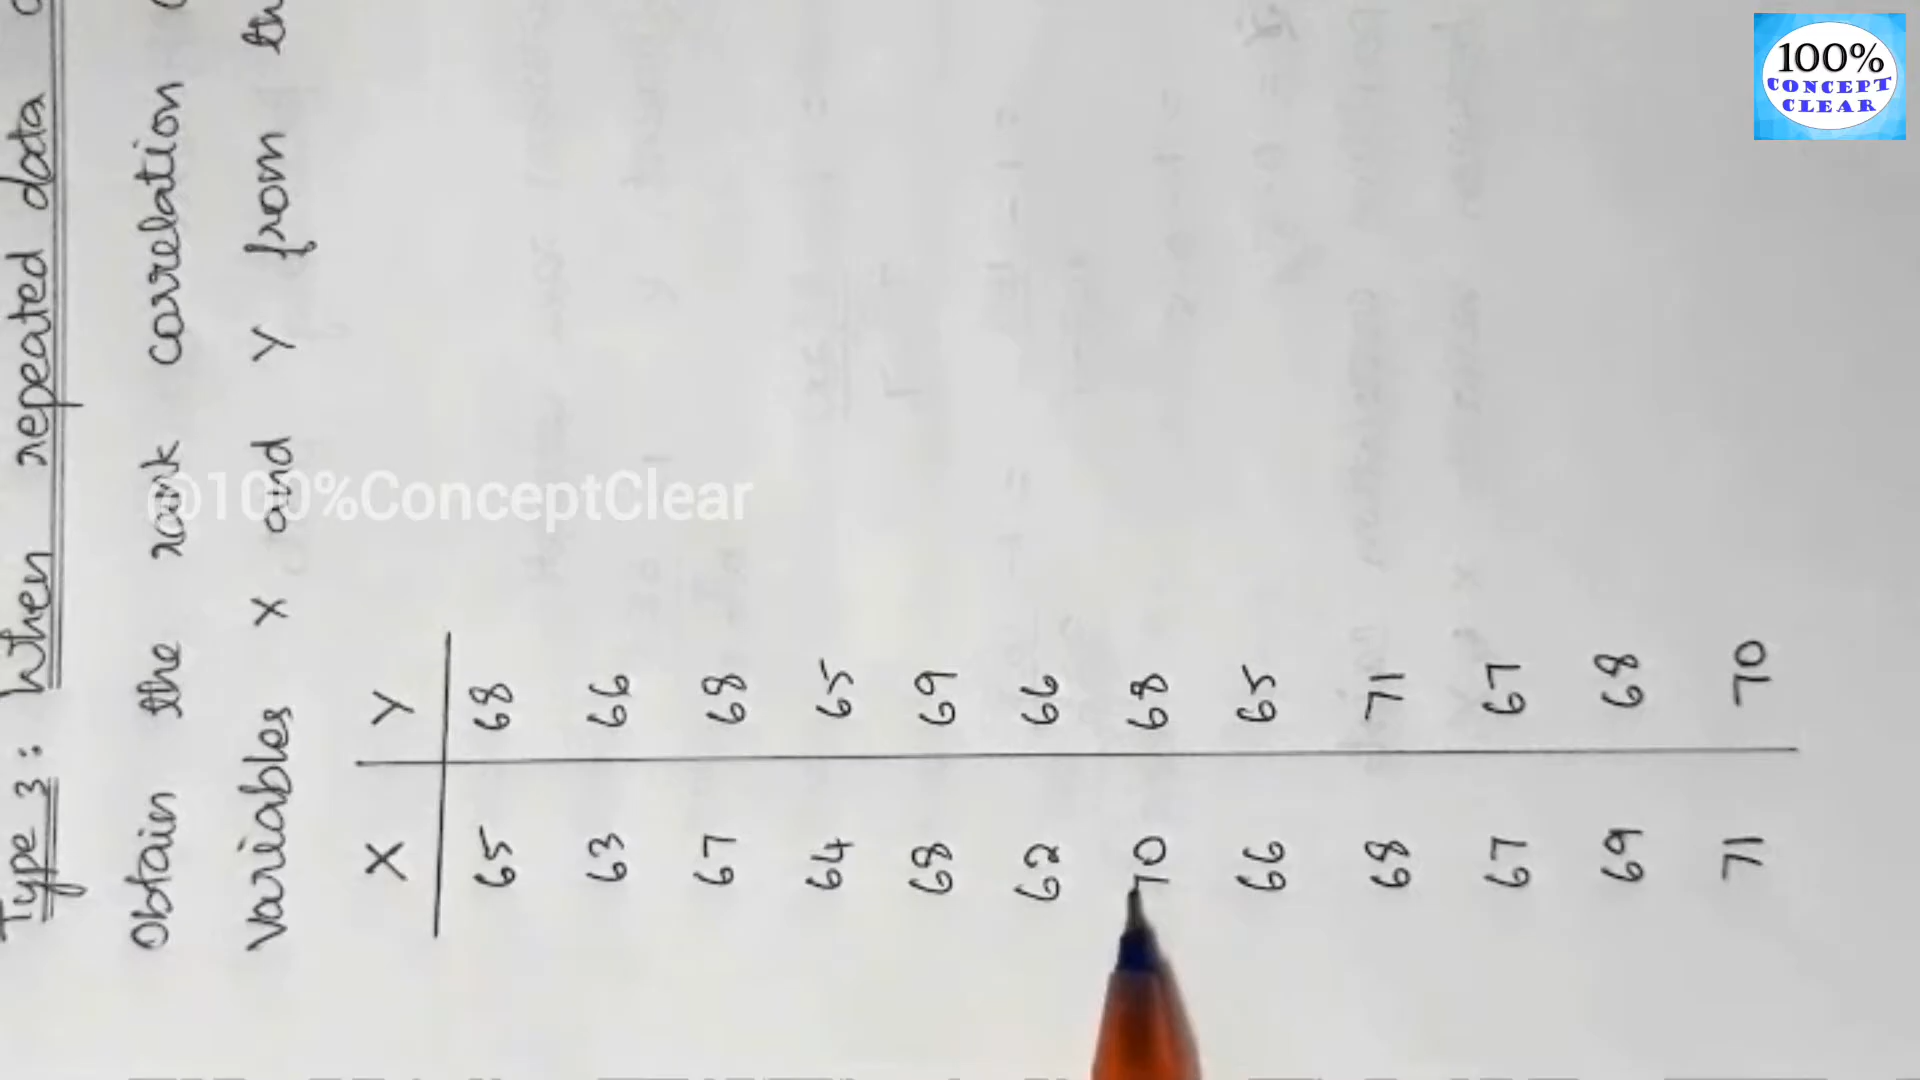 Type 3: When repeated data
Obtain the rank correlation
variables X and Y from
X Y
65 68
63 66
67 68
64 65
68 69
62 66
70 68
66 65
68 71
67 67
69 68
71 70
@100%ConceptClear
100%
CONCEPT
CLEAR